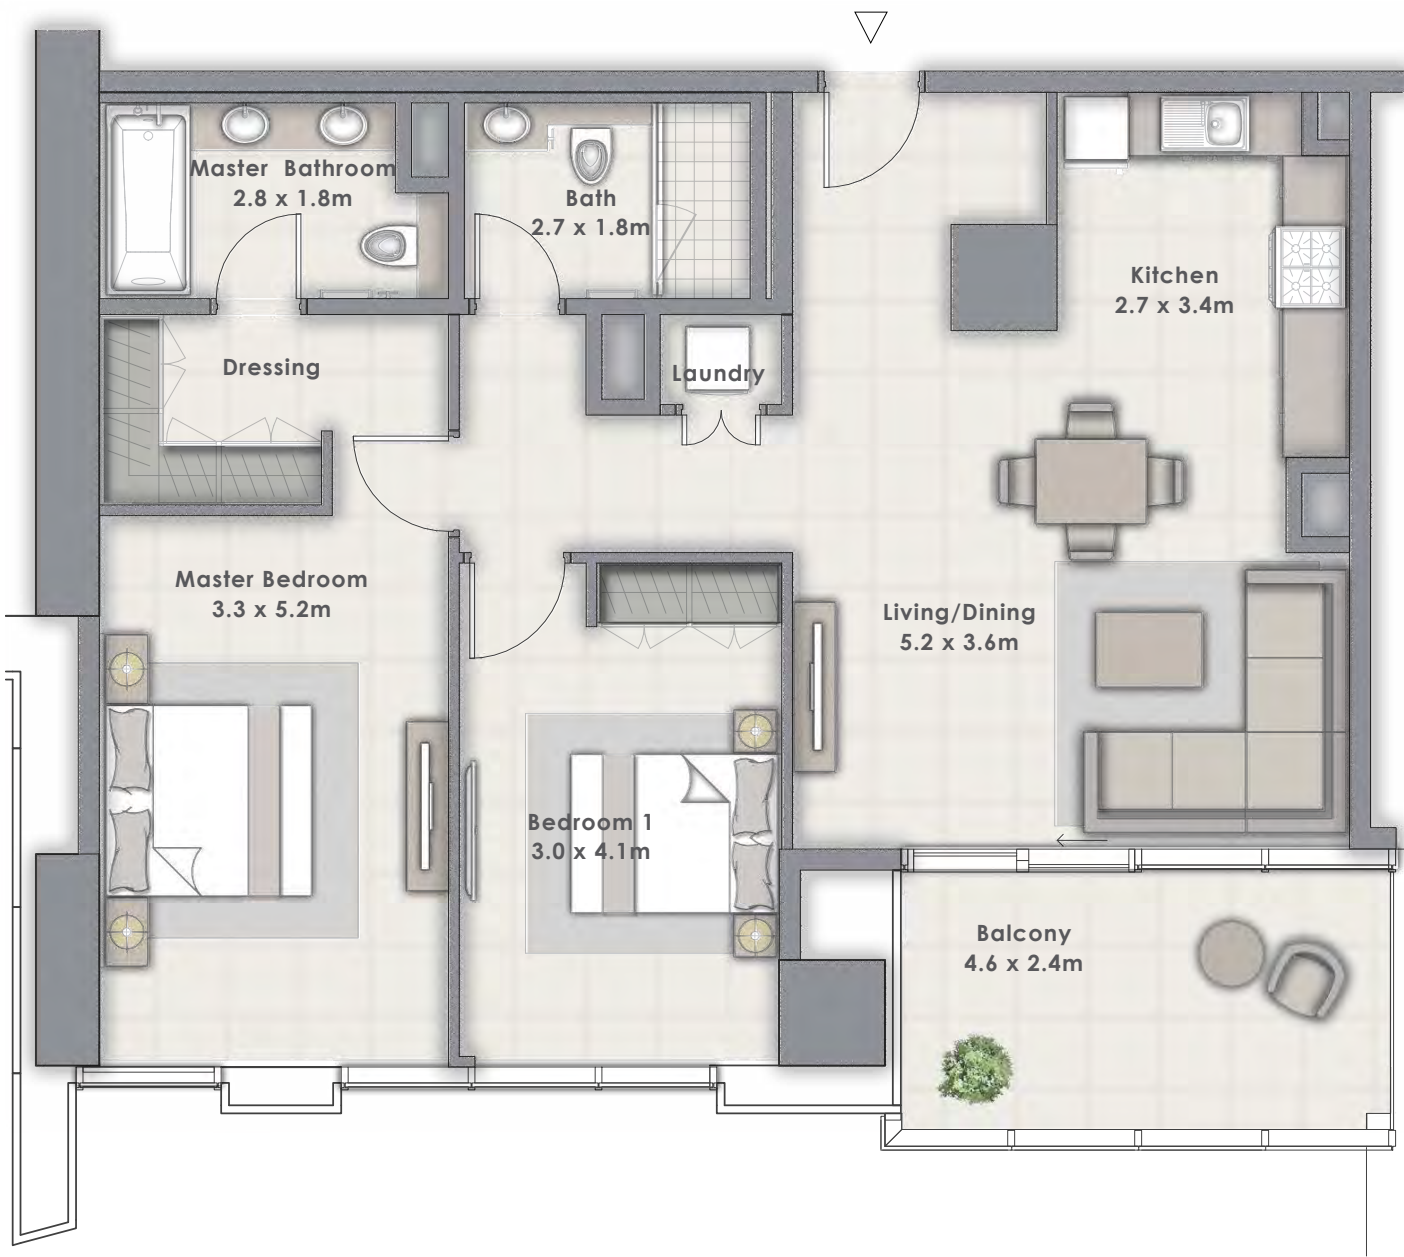 Master Bathroom
2.8 x 1.8m
Bath
2.7 x 1.8m
Kitchen
2.7 x 3.4m
Dressing
Laundry
Master Bedroom
3.3 x 5.2m
Living/Dining
5.2 x 3.6m
Bedroom 1
3.0 x 4.1m
Balcony
4.6 x 2.4m